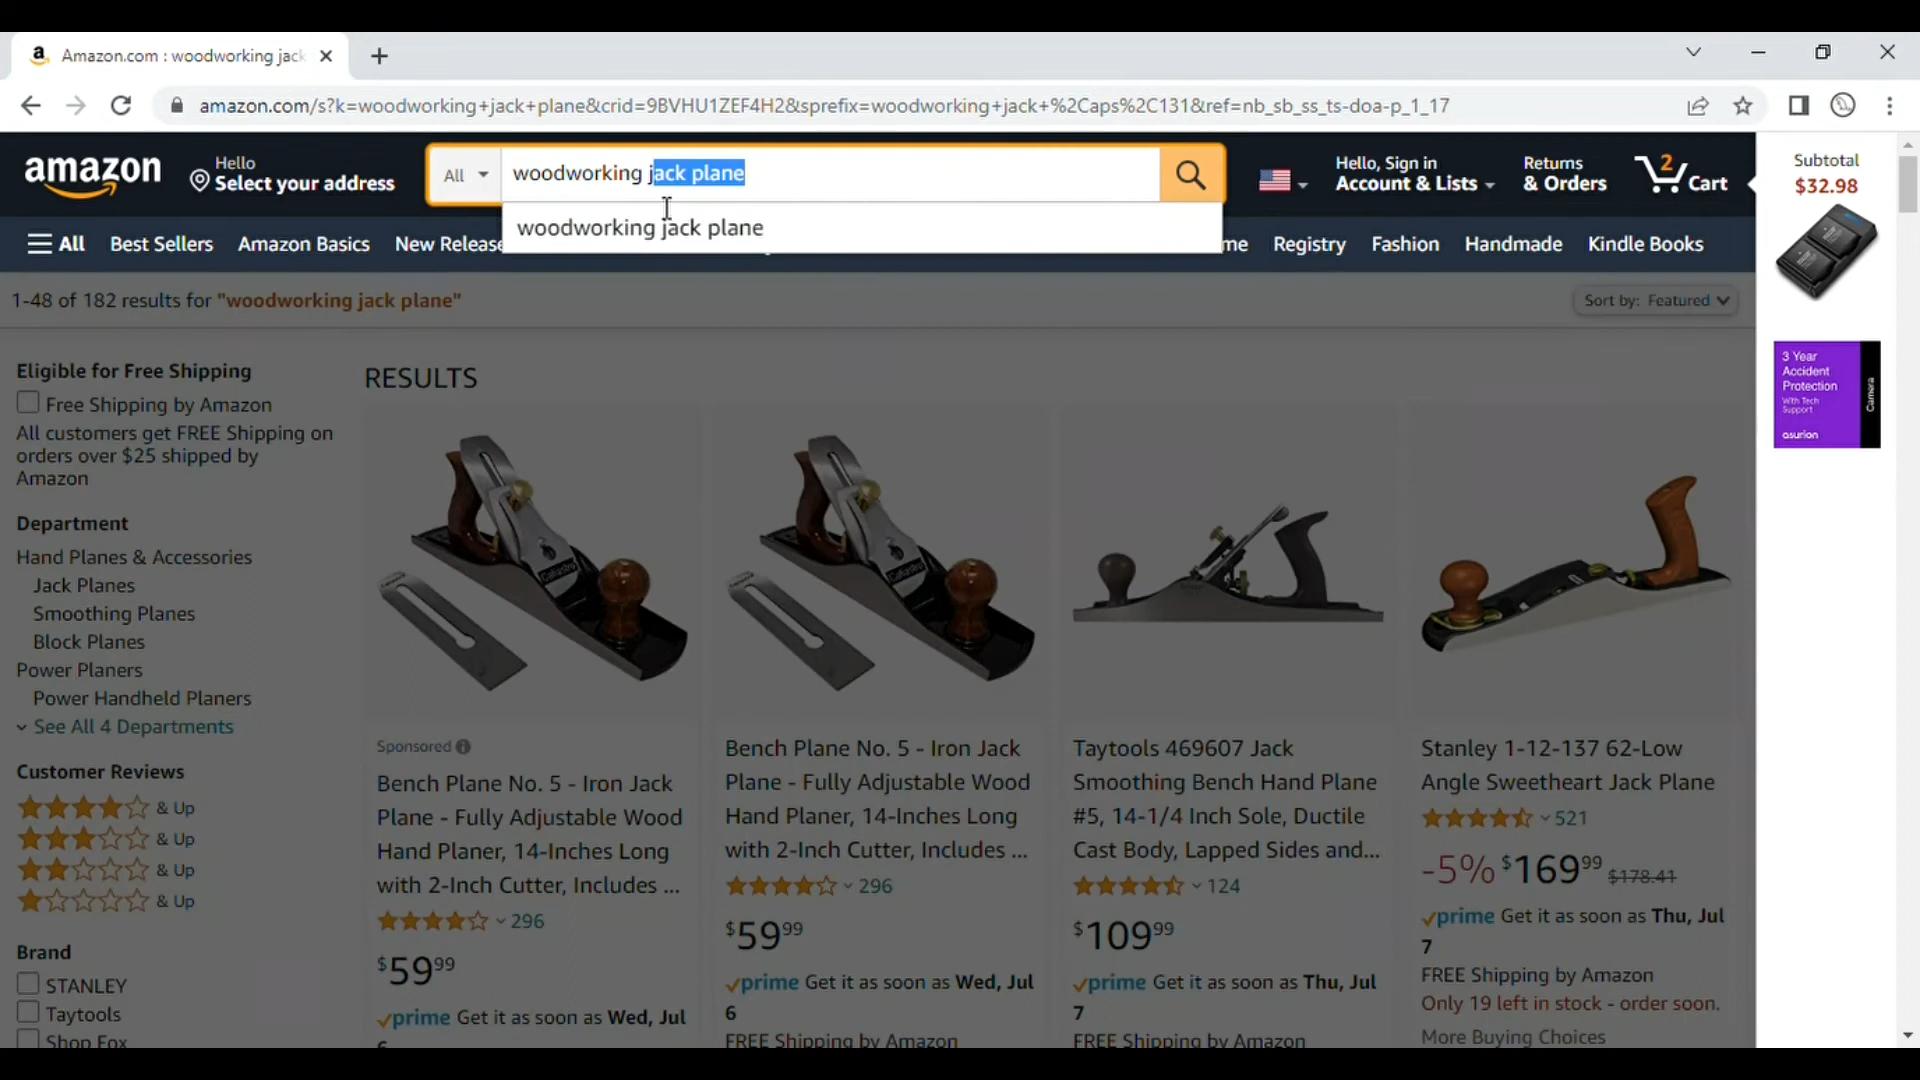 Amazon.com : woodworking jack
amazon.com/s?k=woodworking+jack+plane&crid=9BVHU1ZEF4H2&sprefix=woodworking+jack+%2Caps%2C131&ref=nb_sb_ss_ts-doa-p_1_17
amazon
Hello
Select your address
All
woodworking jack plane
Hello, Sign in
Account & Lists
Returns
& Orders
2
Cart
Subtotal
$32.98
woodworking jack plane
All
Best Sellers
Amazon Basics
New Release
me
Registry
Fashion
Handmade
Kindle Books
1-48 of 182 results for "woodworking jack plane"
Sort by: Featured
3 Year
Accident
Protection
With Tech
Support
asurion
Camera
Eligible for Free Shipping
Free Shipping by Amazon
All customers get FREE Shipping on
orders over $25 shipped by
Amazon
Department
Hand Planes & Accessories
Jack Planes
Smoothing Planes
Block Planes
Power Planers
Power Handheld Planers
See All 4 Departments
Customer Reviews
& Up
& Up
& Up
& Up
Brand
STANLEY
Taytools
Shop Fox
RESULTS
Sponsored
Bench Plane No. 5 - Iron Jack
Plane - Fully Adjustable Wood
Hand Planer, 14-Inches Long
with 2-Inch Cutter, Includes ...
296
$59.99
prime Get it as soon as Wed, Jul
6
Bench Plane No. 5 - Iron Jack
Plane - Fully Adjustable Wood
Hand Planer, 14-Inches Long
with 2-Inch Cutter, Includes ...
296
$59.99
prime Get it as soon as Wed, Jul
6
FREE Shipping by Amazon
Taytools 469607 Jack
Smoothing Bench Hand Plane
#5, 14-1/4 Inch Sole, Ductile
Cast Body, Lapped Sides and...
124
$109.99
prime Get it as soon as Thu, Jul
7
FREE Shipping by Amazon
Stanley 1-12-137 62-Low
Angle Sweetheart Jack Plane
521
-5% $169.99 $178.41
prime Get it as soon as Thu, Jul
7
FREE Shipping by Amazon
Only 19 left in stock - order soon.
More Buying Choices